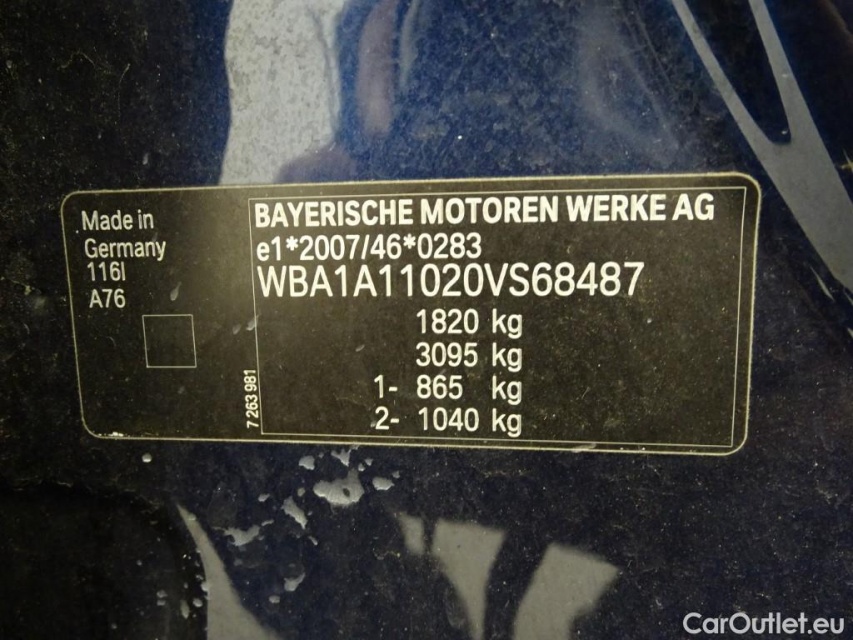 Made in
Germany
116I
A76
BAYERISCHE MOTOREN WERKE AG
e1*2007/46*0283
WBA1A11020VS68487
1820 kg
3095 kg
1- 865 kg
2- 1040 kg
7 263 981
CarOutlet.eu